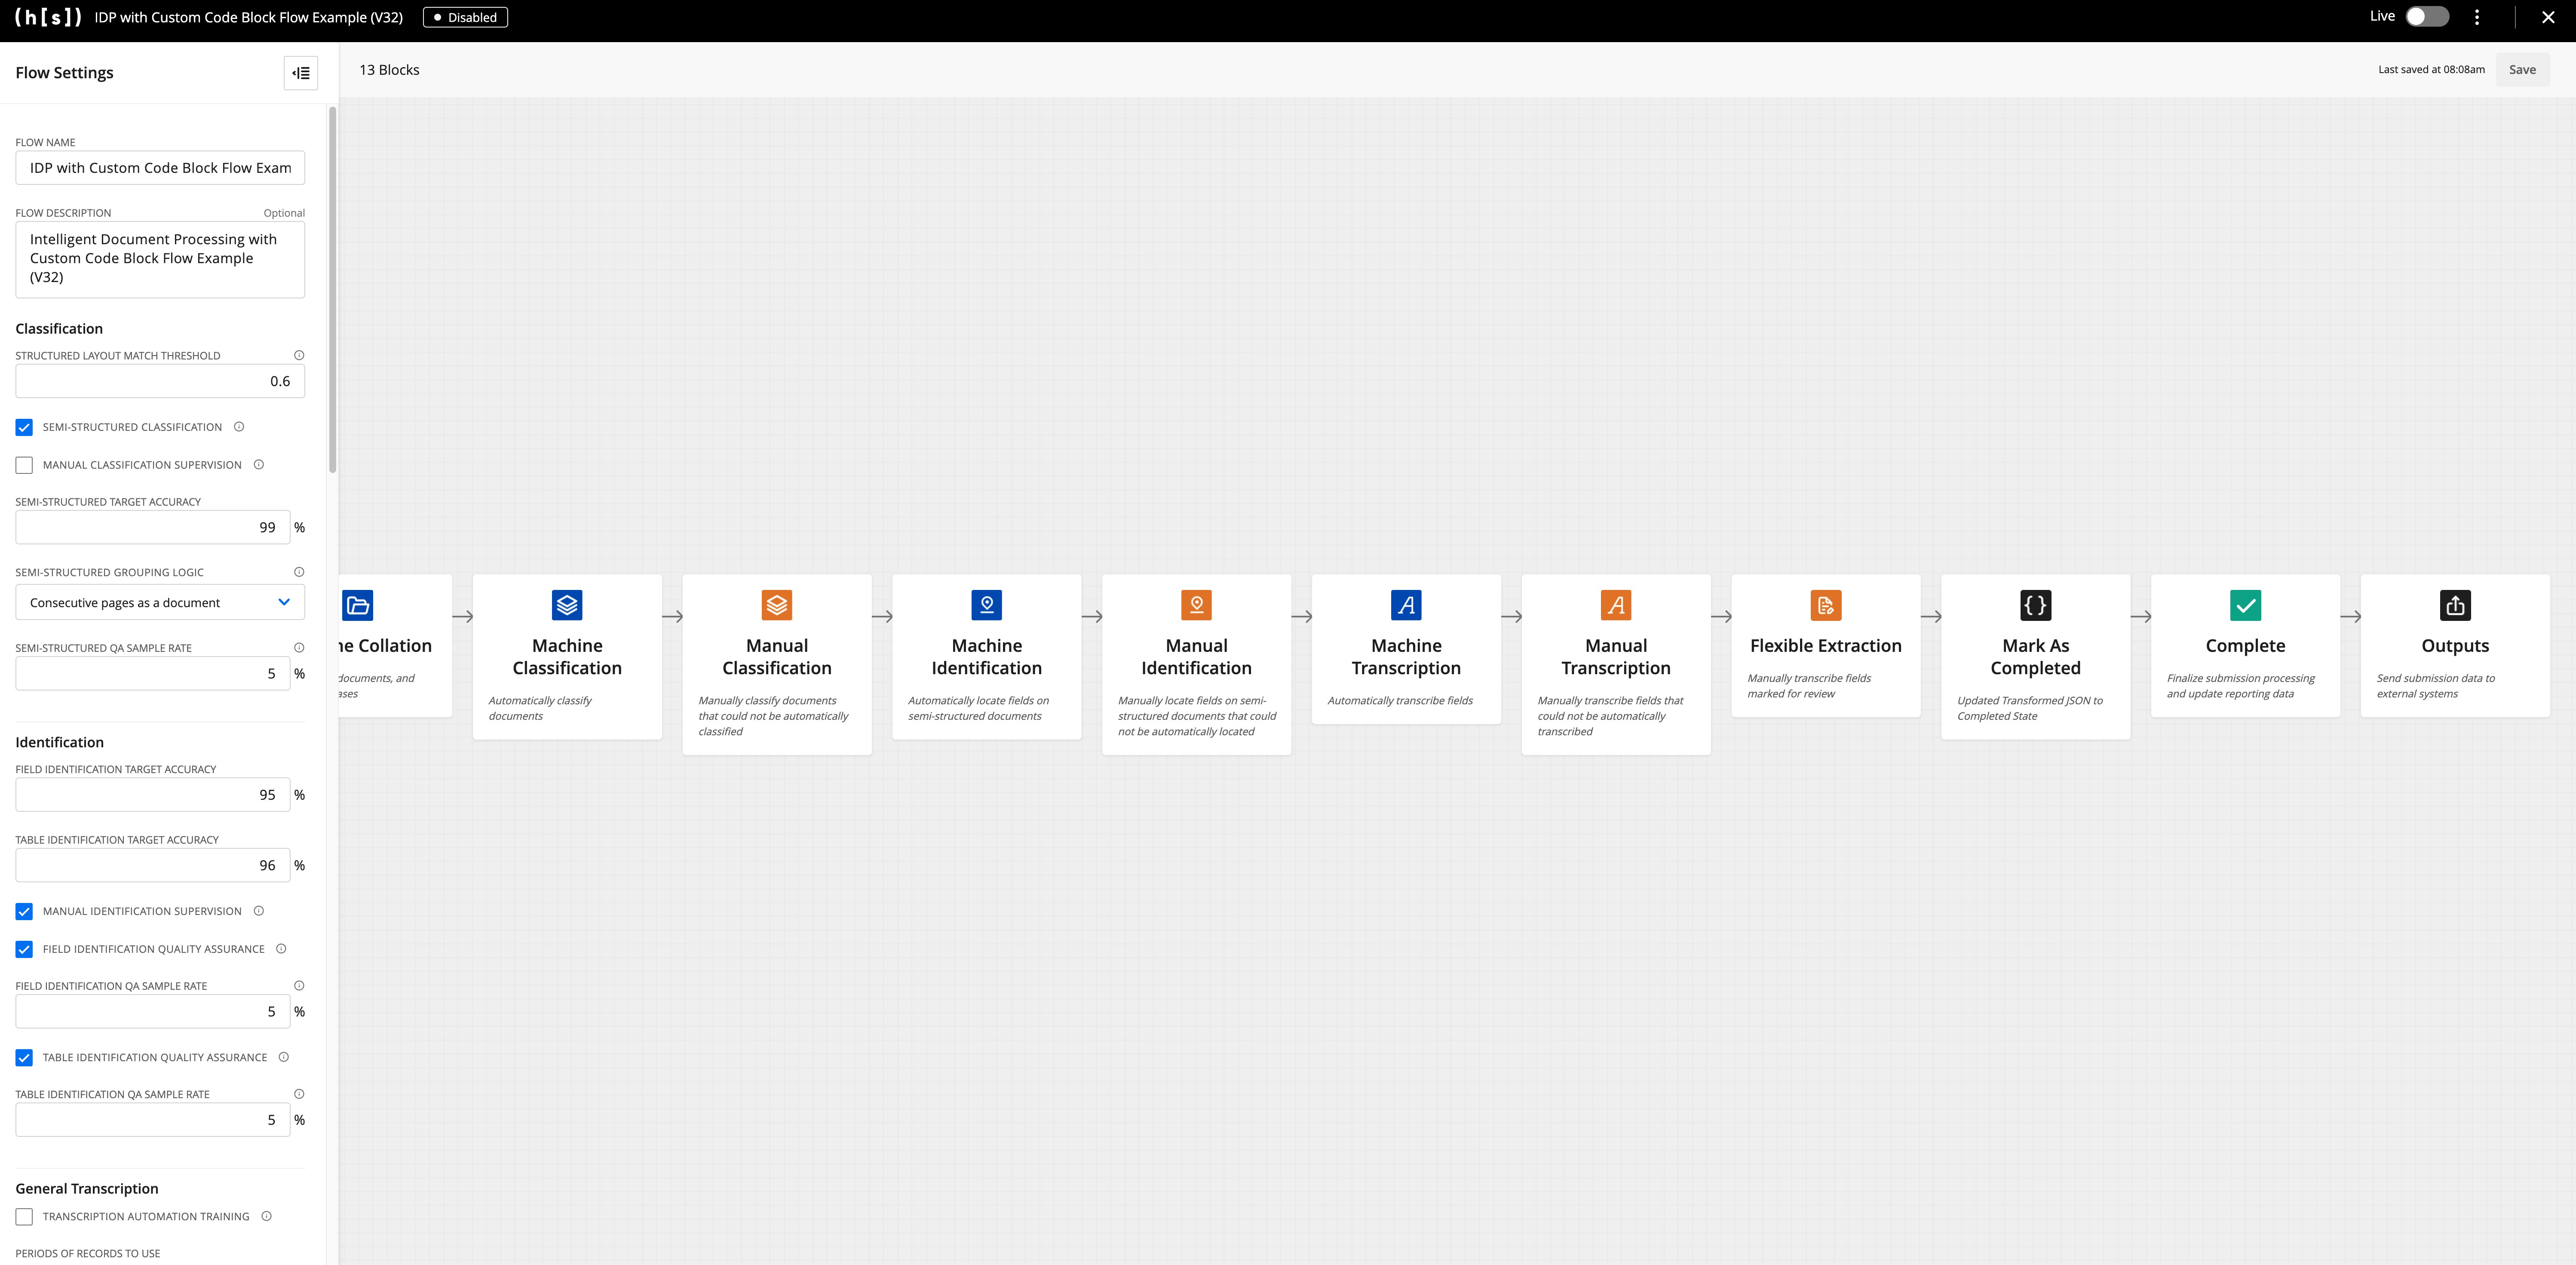 (h[s]) IDP with Custom Code Block Flow Example (V32) Disabled Live
Flow Settings
13 Blocks
Last saved at 08:08am Save
FLOW NAME
IDP with Custom Code Block Flow Exam
FLOW DESCRIPTION Optional
Intelligent Document Processing with
Custom Code Block Flow Example
(V32)
Classification
STRUCTURED LAYOUT MATCH THRESHOLD
0.6
SEMI-STRUCTURED CLASSIFICATION
MANUAL CLASSIFICATION SUPERVISION
SEMI-STRUCTURED TARGET ACCURACY
99 %
SEMI-STRUCTURED GROUPING LOGIC
Consecutive pages as a document
SEMI-STRUCTURED QA SAMPLE RATE
5 %
Identification
FIELD IDENTIFICATION TARGET ACCURACY
95 %
TABLE IDENTIFICATION TARGET ACCURACY
96 %
MANUAL IDENTIFICATION SUPERVISION
FIELD IDENTIFICATION QUALITY ASSURANCE
FIELD IDENTIFICATION QA SAMPLE RATE
5 %
TABLE IDENTIFICATION QUALITY ASSURANCE
TABLE IDENTIFICATION QA SAMPLE RATE
5 %
General Transcription
TRANSCRIPTION AUTOMATION TRAINING
PERIODS OF RECORDS TO USE
ne Collation
documents, and
ases
Machine
Classification
Automatically classify
documents
Manual
Classification
Manually classify documents
that could not be automatically
classified
Machine
Identification
Automatically locate fields on
semi-structured documents
Manual
Identification
Manually locate fields on semi-
structured documents that could
not be automatically located
Machine
Transcription
Automatically transcribe fields
Manual
Transcription
Manually transcribe fields that
could not be automatically
transcribed
Flexible Extraction
Manually transcribe fields
marked for review
Mark As
Completed
Updated Transformed JSON to
Completed State
Complete
Finalize submission processing
and update reporting data
Outputs
Send submission data to
external systems